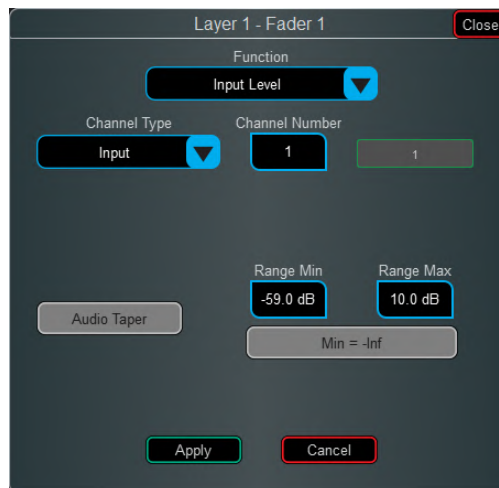 Layer 1 - Fader 1 Close
Function
Input Level
Channel Type Channel Number
Input 1 1
Range Min Range Max
-59.0 dB 10.0 dB
Audio Taper
Min = -Inf
Apply Cancel